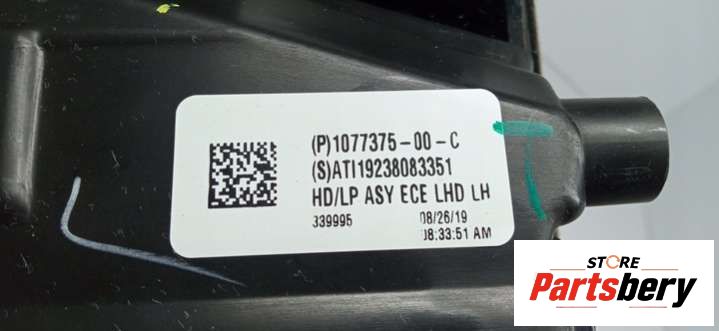 (P)1077375-00-C
(S)ATI19238083351
HD/LP ASY ECE LHD LH
339995 08/26/19
08:33:51 AM
STORE
Partsbery